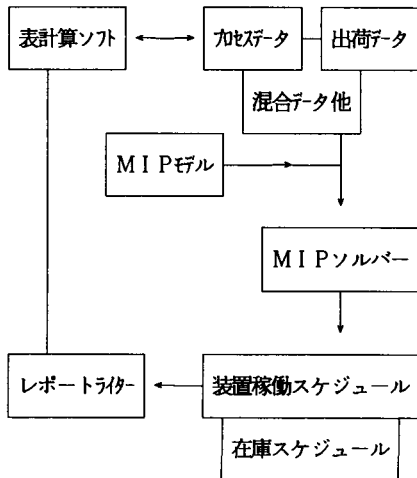 表計算ソフト
プロセスデータ
出荷データ
混合データ他
ＭＩＰモデル
ＭＩＰソルバー
レポートライター
装置稼働スケジュール
在庫スケジュール